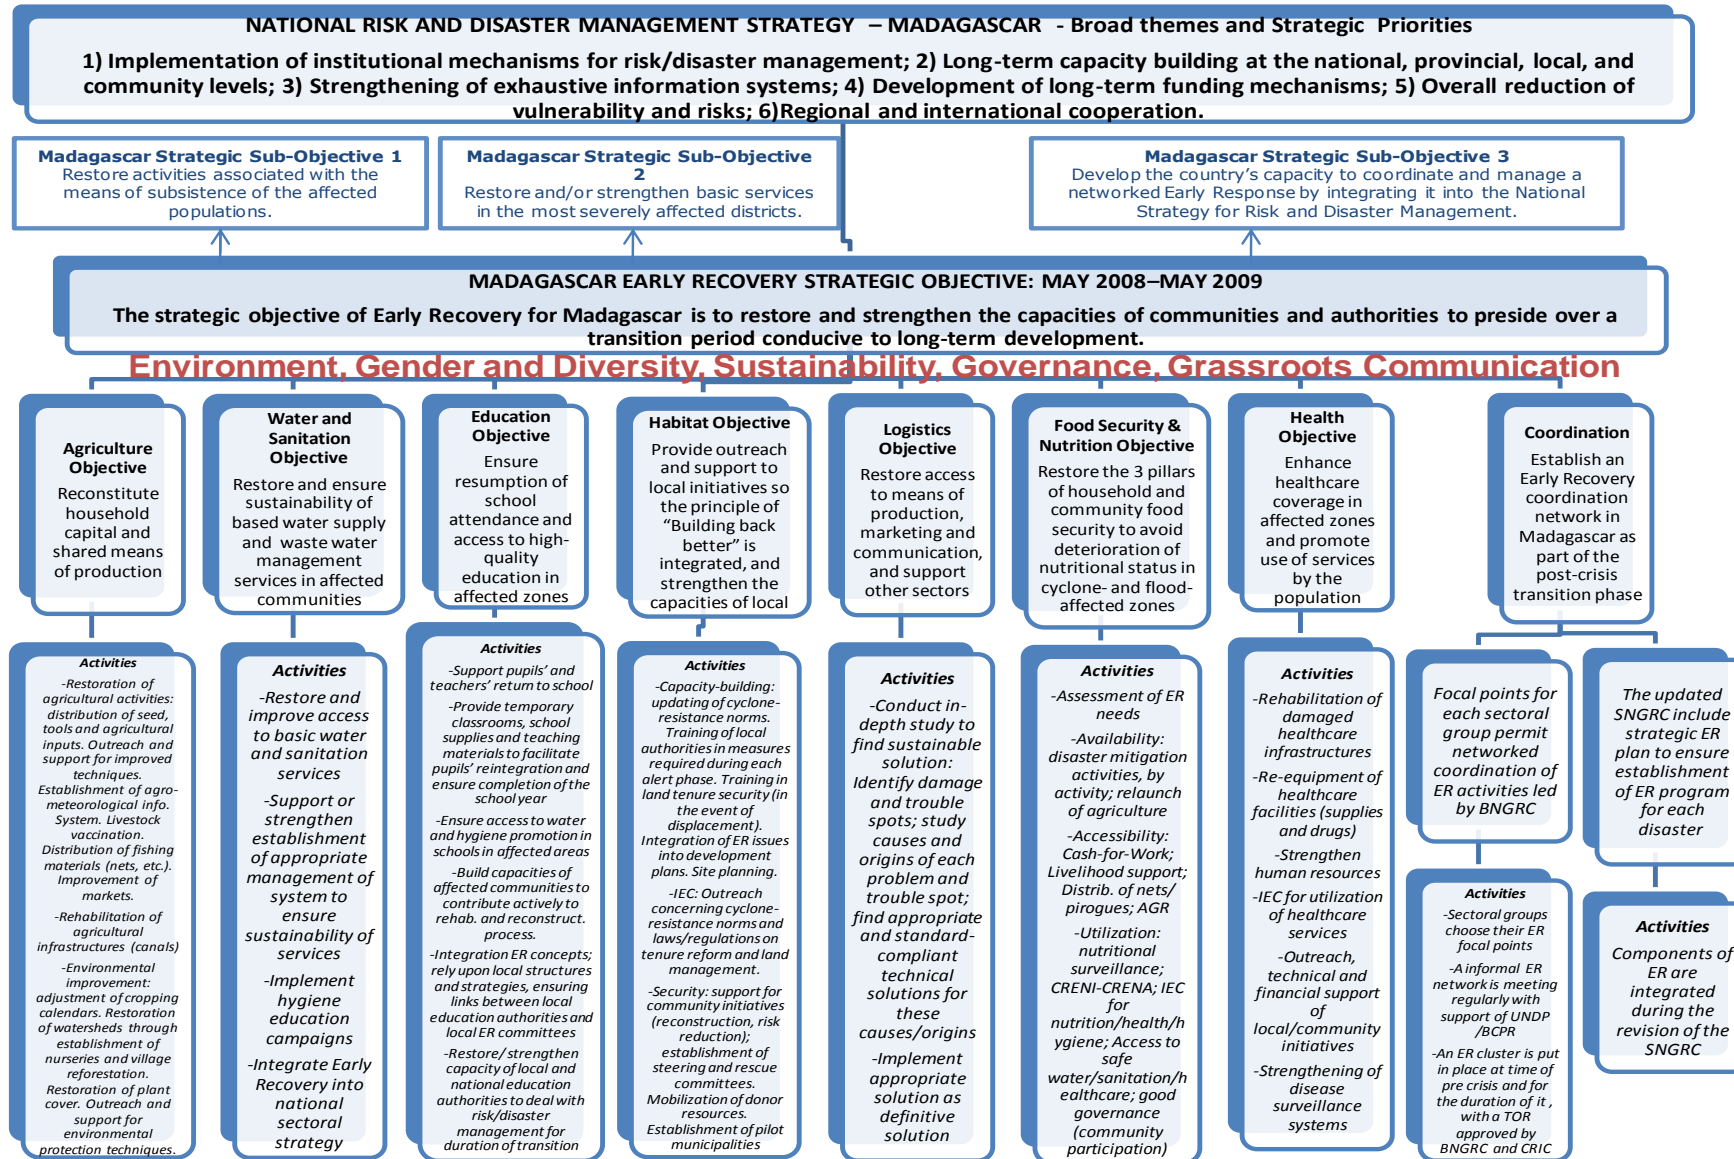 NATIONAL RISK AND DISASTER MANAGEMENT STRATEGY – MADAGASCAR - Broad themes and Strategic Priorities
1) Implementation of institutional mechanisms for risk/disaster management; 2) Long-term capacity building at the national, provincial, local, and
community levels; 3) Strengthening of exhaustive information systems; 4) Development of long-term funding mechanisms; 5) Overall reduction of
vulnerability and risks; 6)Regional and international cooperation.
Madagascar Strategic Sub-Objective 1
Restore activities associated with the
means of subsistence of the affected
populations.
Madagascar Strategic Sub-Objective
2
Restore and/or strengthen basic services
in the most severely affected districts.
Madagascar Strategic Sub-Objective 3
Develop the country's capacity to coordinate and manage a
networked Early Response by integrating it into the National
Strategy for Risk and Disaster Management.
MADAGASCAR EARLY RECOVERY STRATEGIC OBJECTIVE: MAY 2008–MAY 2009
The strategic objective of Early Recovery for Madagascar is to restore and strengthen the capacities of communities and authorities to preside over a
transition period conducive to long-term development.
Environment, Gender and Diversity, Sustainability, Governance, Grassroots Communication
Agriculture
Objective
Reconstitute
household
capital and
shared means
of production
Water and
Sanitation
Objective
Restore and ensure
sustainability of
based water supply
and waste water
management
services in affected
communities
Education
Objective
Ensure
resumption of
school
attendance and
access to high-
quality
education in
affected zones
Habitat Objective
Provide outreach
and support to
local initiatives so
the principle of
“Building back
better” is
integrated, and
strengthen the
capacities of local
Logistics
Objective
Restore access
to means of
production,
marketing and
communication,
and support
other sectors
Food Security &
Nutrition Objective
Restore the 3 pillars
of household and
community food
security to avoid
deterioration of
nutritional status in
cyclone- and flood-
affected zones
Health
Objective
Enhance
healthcare
coverage in
affected zones
and promote
use of services
by the
population
Coordination
Establish an
Early Recovery
coordination
network in
Madagascar as
part of the
post-crisis
transition phase
Activities
-Restoration of
agricultural activities:
distribution of seed,
tools and agricultural
inputs. Outreach and
support for improved
techniques.
Establishment of agro-
meteorological info.
System. Livestock
vaccination.
Distribution of fishing
materials (nets, etc.).
Improvement of
markets.
-Rehabilitation of
agricultural
infrastructures (canals)
-Environmental
improvement:
adjustment of cropping
calendars. Restoration
of watersheds through
establishment of
nurseries and village
reforestation.
Restoration of plant
cover. Outreach and
support for
environmental
protection techniques.
Activities
-Restore and
improve access
to basic water
and sanitation
services
-Support or
strengthen
establishment
of appropriate
management of
system to
ensure
sustainability of
services
-Implement
hygiene
education
campaigns
-Integrate Early
Recovery into
national
sectoral
strategy
Activities
-Support pupils’ and
teachers’ return to school
-Provide temporary
classrooms, school
supplies and teaching
materials to facilitate
pupils’ reintegration and
ensure completion of the
school year
-Ensure access to water
and hygiene promotion in
schools in affected areas
-Build capacities of
affected communities to
contribute actively to
rehab. and reconstruct.
process.
-Integration ER concepts;
rely upon local structures
and strategies, ensuring
links between local
education authorities and
local ER committees
-Restore/ strengthen
capacity of local and
national education
authorities to deal with
risk/disaster
management for
duration of transition
Activities
-Capacity-building:
updating of cyclone-
resistance norms.
Training of local
authorities in measures
required during each
alert phase. Training in
land tenure security (in
the event of
displacement).
Integration of ER issues
into development
plans. Site planning.
-IEC: Outreach
concerning cyclone-
resistance norms and
laws/regulations on
tenure reform and land
management.
-Security: support for
community initiatives
(reconstruction, risk
reduction);
establishment of
steering and rescue
committees.
Mobilization of donor
resources.
Establishment of pilot
municipalities
Activities
-Conduct in-
depth study to
find sustainable
solution:
Identify damage
and trouble
spots; study
causes and
origins of each
problem and
trouble spot;
find appropriate
and standard-
compliant
technical
solutions for
these
causes/origins
-Implement
appropriate
solution as
definitive
solution
Activities
-Assessment of ER
needs
-Availability:
disaster mitigation
activities, by
activity; relaunch
of agriculture
-Accessibility:
Cash-for-Work;
Livelihood support;
Distrib. of nets/
pirogues; AGR
-Utilization:
nutritional
surveillance;
CRENI-CRENA; IEC
for
nutrition/health/h
ygiene; Access to
safe
water/sanitation/h
ealthcare; good
governance
(community
participation)
Activities
-Rehabilitation of
damaged
healthcare
infrastructures
-Re-equipment of
healthcare
facilities (supplies
and drugs)
-Strengthen
human resources
-IEC for utilization
of healthcare
services
-Outreach,
technical and
financial support
of
local/community
initiatives
-Strengthening of
disease
surveillance
systems
Focal points for
each sectoral
group permit
networked
coordination of
ER activities led
by BNGRC
Activities
-Sectoral groups
choose their ER
focal points
-A informal ER
network is meeting
regularly with
support of UNDP
/BCPR
-An ER cluster is put
in place at time of
pre crisis and for
the duration of it ,
with a TOR
approved by
BNGRC and CRIC
The updated
SNGRC include
strategic ER
plan to ensure
establishment
of ER program
for each
disaster
Activities
Components of
ER are
integrated
during the
revision of the
SNGRC